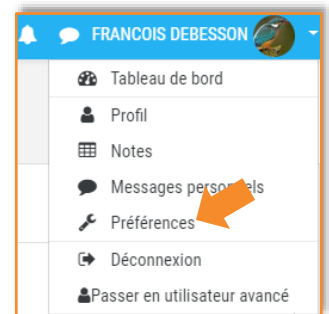 FRANCOIS DEBESSON
Tableau de bord
Profil
Notes
Messages personnels
Préférences
Déconnexion
Passer en utilisateur avancé